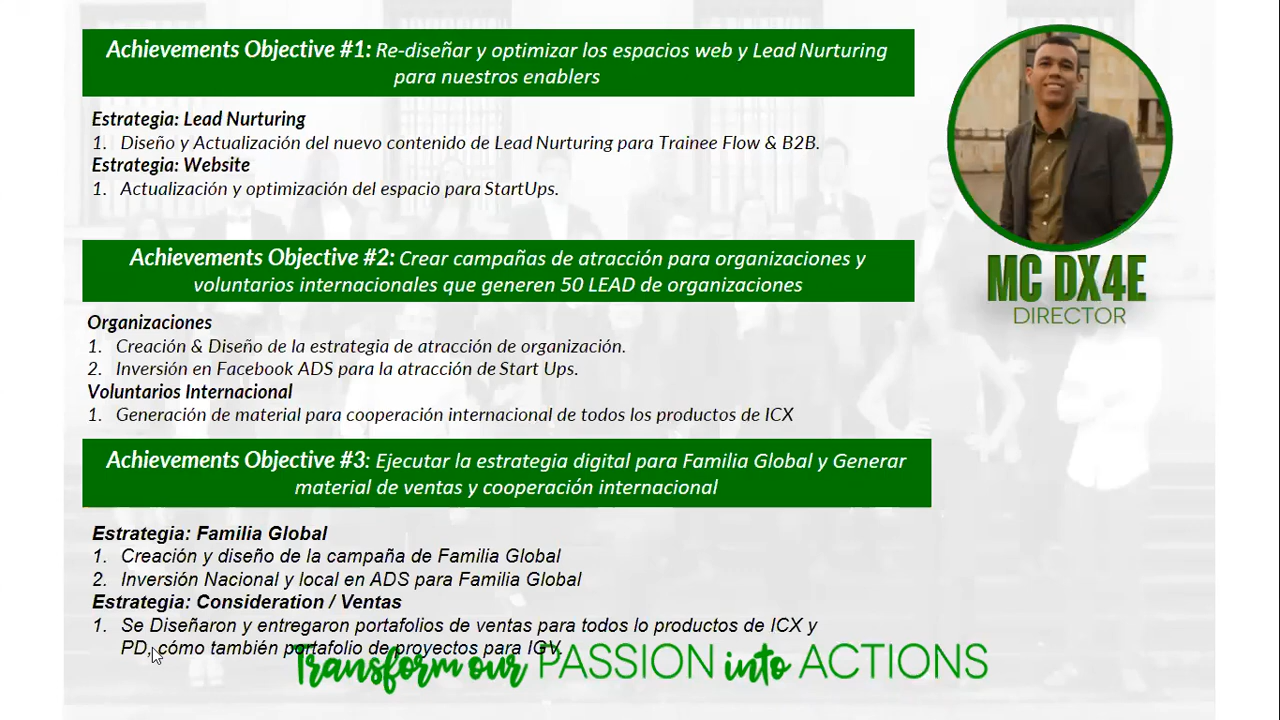 Achievements Objective #1: Re-diseñar y optimizar los espacios web y Lead Nurturing
para nuestros enablers
Estrategia: Lead Nurturing
1. Diseño y Actualización del nuevo contenido de Lead Nurturing para Trainee Flow & B2B.
Estrategia: Website
1. Actualización y optimización del espacio para StartUps.
MC DX4E
DIRECTOR
Achievements Objective #2: Crear campañas de atracción para organizaciones y
voluntarios internacionales que generen 50 LEAD de organizaciones
Organizaciones
1. Creación & Diseño de la estrategia de atracción de organización.
2. Inversión en Facebook ADS para la atracción de Start Ups.
Voluntarios Internacional
1. Generación de material para cooperación internacional de todos los productos de ICX
Achievements Objective #3: Ejecutar la estrategia digital para Familia Global y Generar
material de ventas y cooperación internacional
Estrategia: Familia Global
1. Creación y diseño de la campaña de Familia Global
2. Inversión Nacional y local en ADS para Familia Global
Estrategia: Consideration / Ventas
1. Se Diseñaron y entregaron portafolios de ventas para todos lo productos de ICX y
PD, cómo también portafolio de proyectos para IGV.
Transform our PASSION into ACTIONS